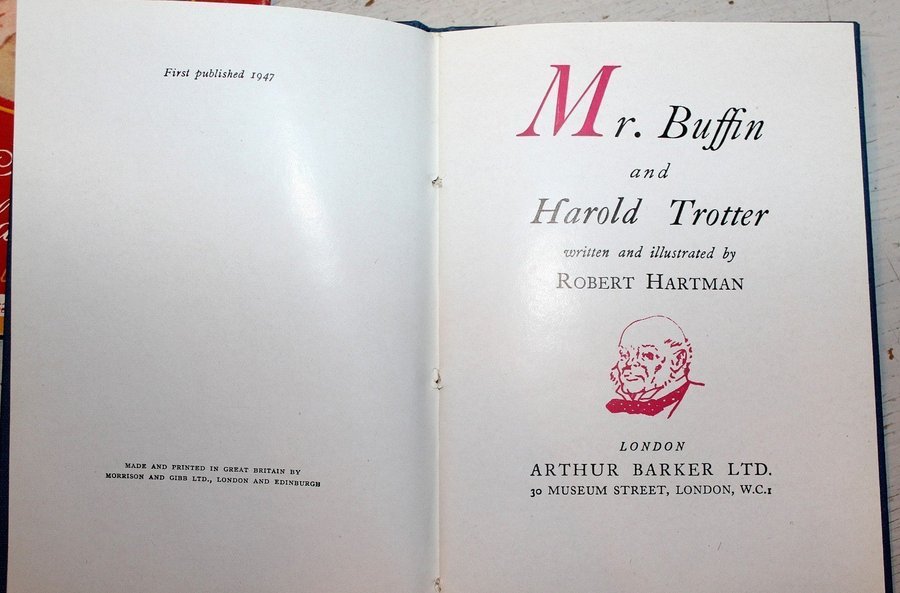 First published 1947
MADE AND PRINTED IN GREAT BRITAIN BY
MORRISON AND GIBB LTD., LONDON AND EDINBURGH
Mr. Buffin
and
Harold Trotter
written and illustrated by
ROBERT HARTMAN
LONDON
ARTHUR BARKER LTD.
30 MUSEUM STREET, LONDON, W.C.1